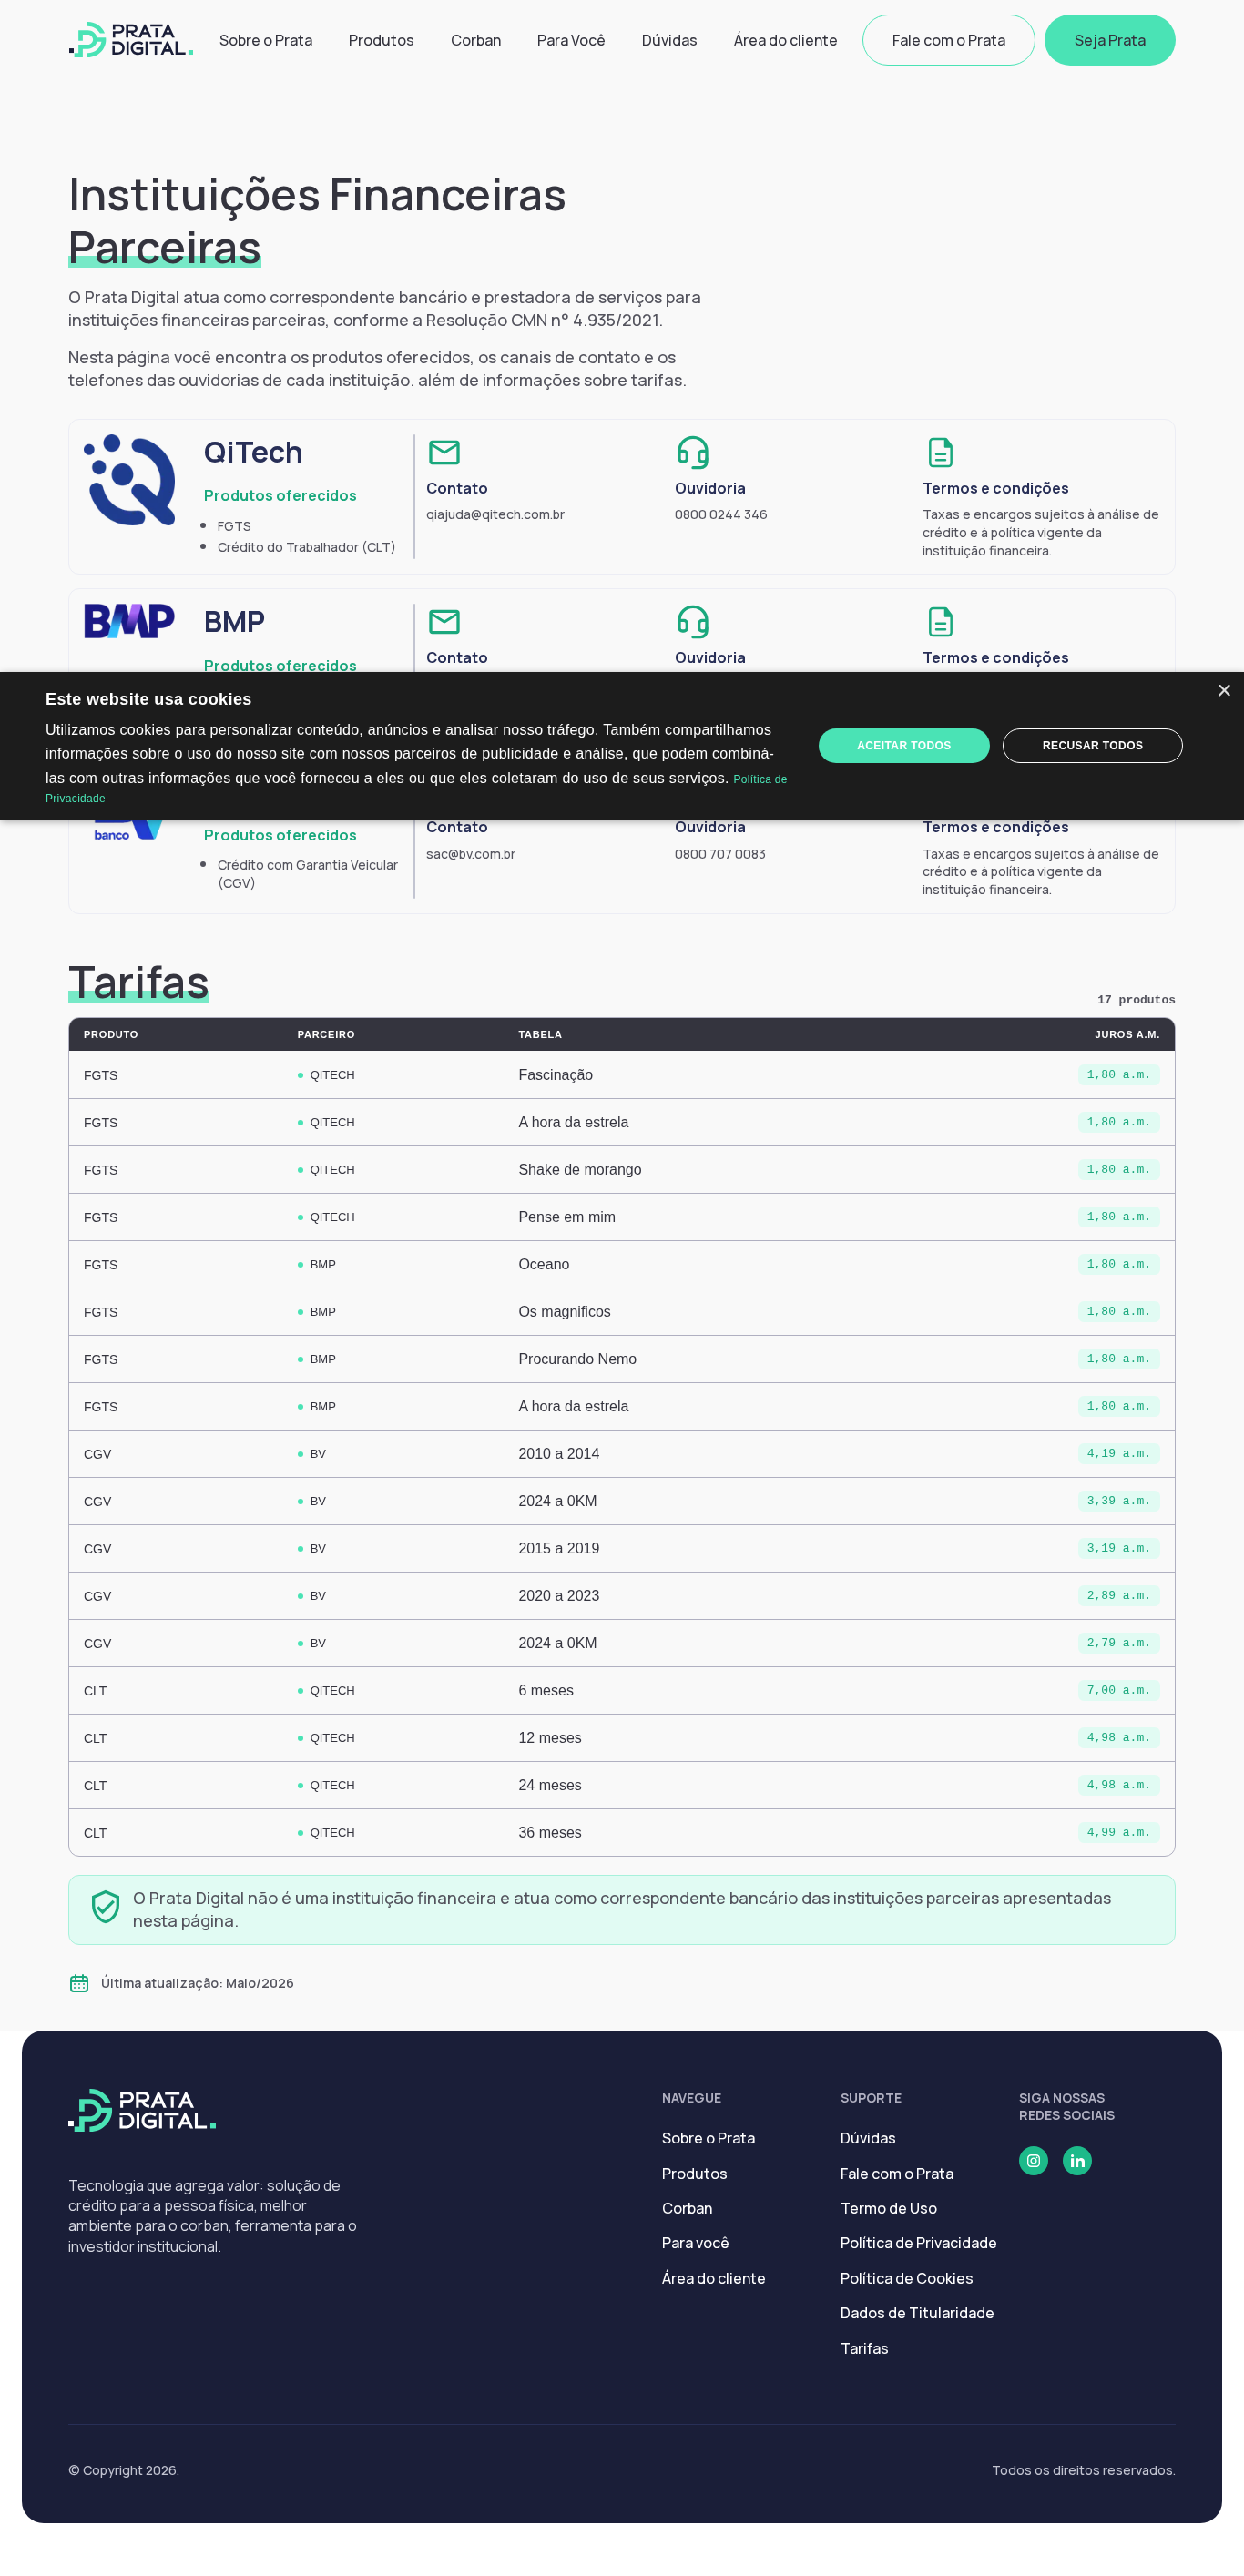 PRATA
DIGITAL.
Sobre o Prata
Produtos
Corban
Para Você
Dúvidas
Área do cliente
Fale com o Prata
Seja Prata
Instituições Financeiras
Parceiras
O Prata Digital atua como correspondente bancário e prestadora de serviços para
instituições financeiras parceiras, conforme a Resolução CMN n° 4.935/2021.
Nesta página você encontra os produtos oferecidos, os canais de contato e os
telefones das ouvidorias de cada instituição. além de informações sobre tarifas.
QiTech
Produtos oferecidos
FGTS
Crédito do Trabalhador (CLT)
Contato
qiajuda@qitech.com.br
Ouvidoria
0800 0244 346
Termos e condições
Taxas e encargos sujeitos à análise de
crédito e à política vigente da
instituição financeira.
BMP
BMP
Produtos oferecidos
Contato
Ouvidoria
Termos e condições
Este website usa cookies
Utilizamos cookies para personalizar conteúdo, anúncios e analisar nosso tráfego. Também compartilhamos
informações sobre o uso do nosso site com nossos parceiros de publicidade e análise, que podem combiná-
las com outras informações que você forneceu a eles ou que eles coletaram do uso de seus serviços. Política de
Privacidade
ACEITAR TODOS
RECUSAR TODOS
×
banco
Produtos oferecidos
Crédito com Garantia Veicular
(CGV)
Contato
sac@bv.com.br
Ouvidoria
0800 707 0083
Termos e condições
Taxas e encargos sujeitos à análise de
crédito e à política vigente da
instituição financeira.
Tarifas
17 produtos
PRODUTO PARCEIRO TABELA JUROS A.M.
FGTS QITECH Fascinação 1,80 a.m.
FGTS QITECH A hora da estrela 1,80 a.m.
FGTS QITECH Shake de morango 1,80 a.m.
FGTS QITECH Pense em mim 1,80 a.m.
FGTS BMP Oceano 1,80 a.m.
FGTS BMP Os magnificos 1,80 a.m.
FGTS BMP Procurando Nemo 1,80 a.m.
FGTS BMP A hora da estrela 1,80 a.m.
CGV BV 2010 a 2014 4,19 a.m.
CGV BV 2024 a 0KM 3,39 a.m.
CGV BV 2015 a 2019 3,19 a.m.
CGV BV 2020 a 2023 2,89 a.m.
CGV BV 2024 a 0KM 2,79 a.m.
CLT QITECH 6 meses 7,00 a.m.
CLT QITECH 12 meses 4,98 a.m.
CLT QITECH 24 meses 4,98 a.m.
CLT QITECH 36 meses 4,99 a.m.
O Prata Digital não é uma instituição financeira e atua como correspondente bancário das instituições parceiras apresentadas
nesta página.
Última atualização: Maio/2026
PRATA
DIGITAL.
Tecnologia que agrega valor: solução de
crédito para a pessoa física, melhor
ambiente para o corban, ferramenta para o
investidor institucional.
NAVEGUE
Sobre o Prata
Produtos
Corban
Para você
Área do cliente
SUPORTE
Dúvidas
Fale com o Prata
Termo de Uso
Política de Privacidade
Política de Cookies
Dados de Titularidade
Tarifas
SIGA NOSSAS
REDES SOCIAIS
© Copyright 2026.
Todos os direitos reservados.